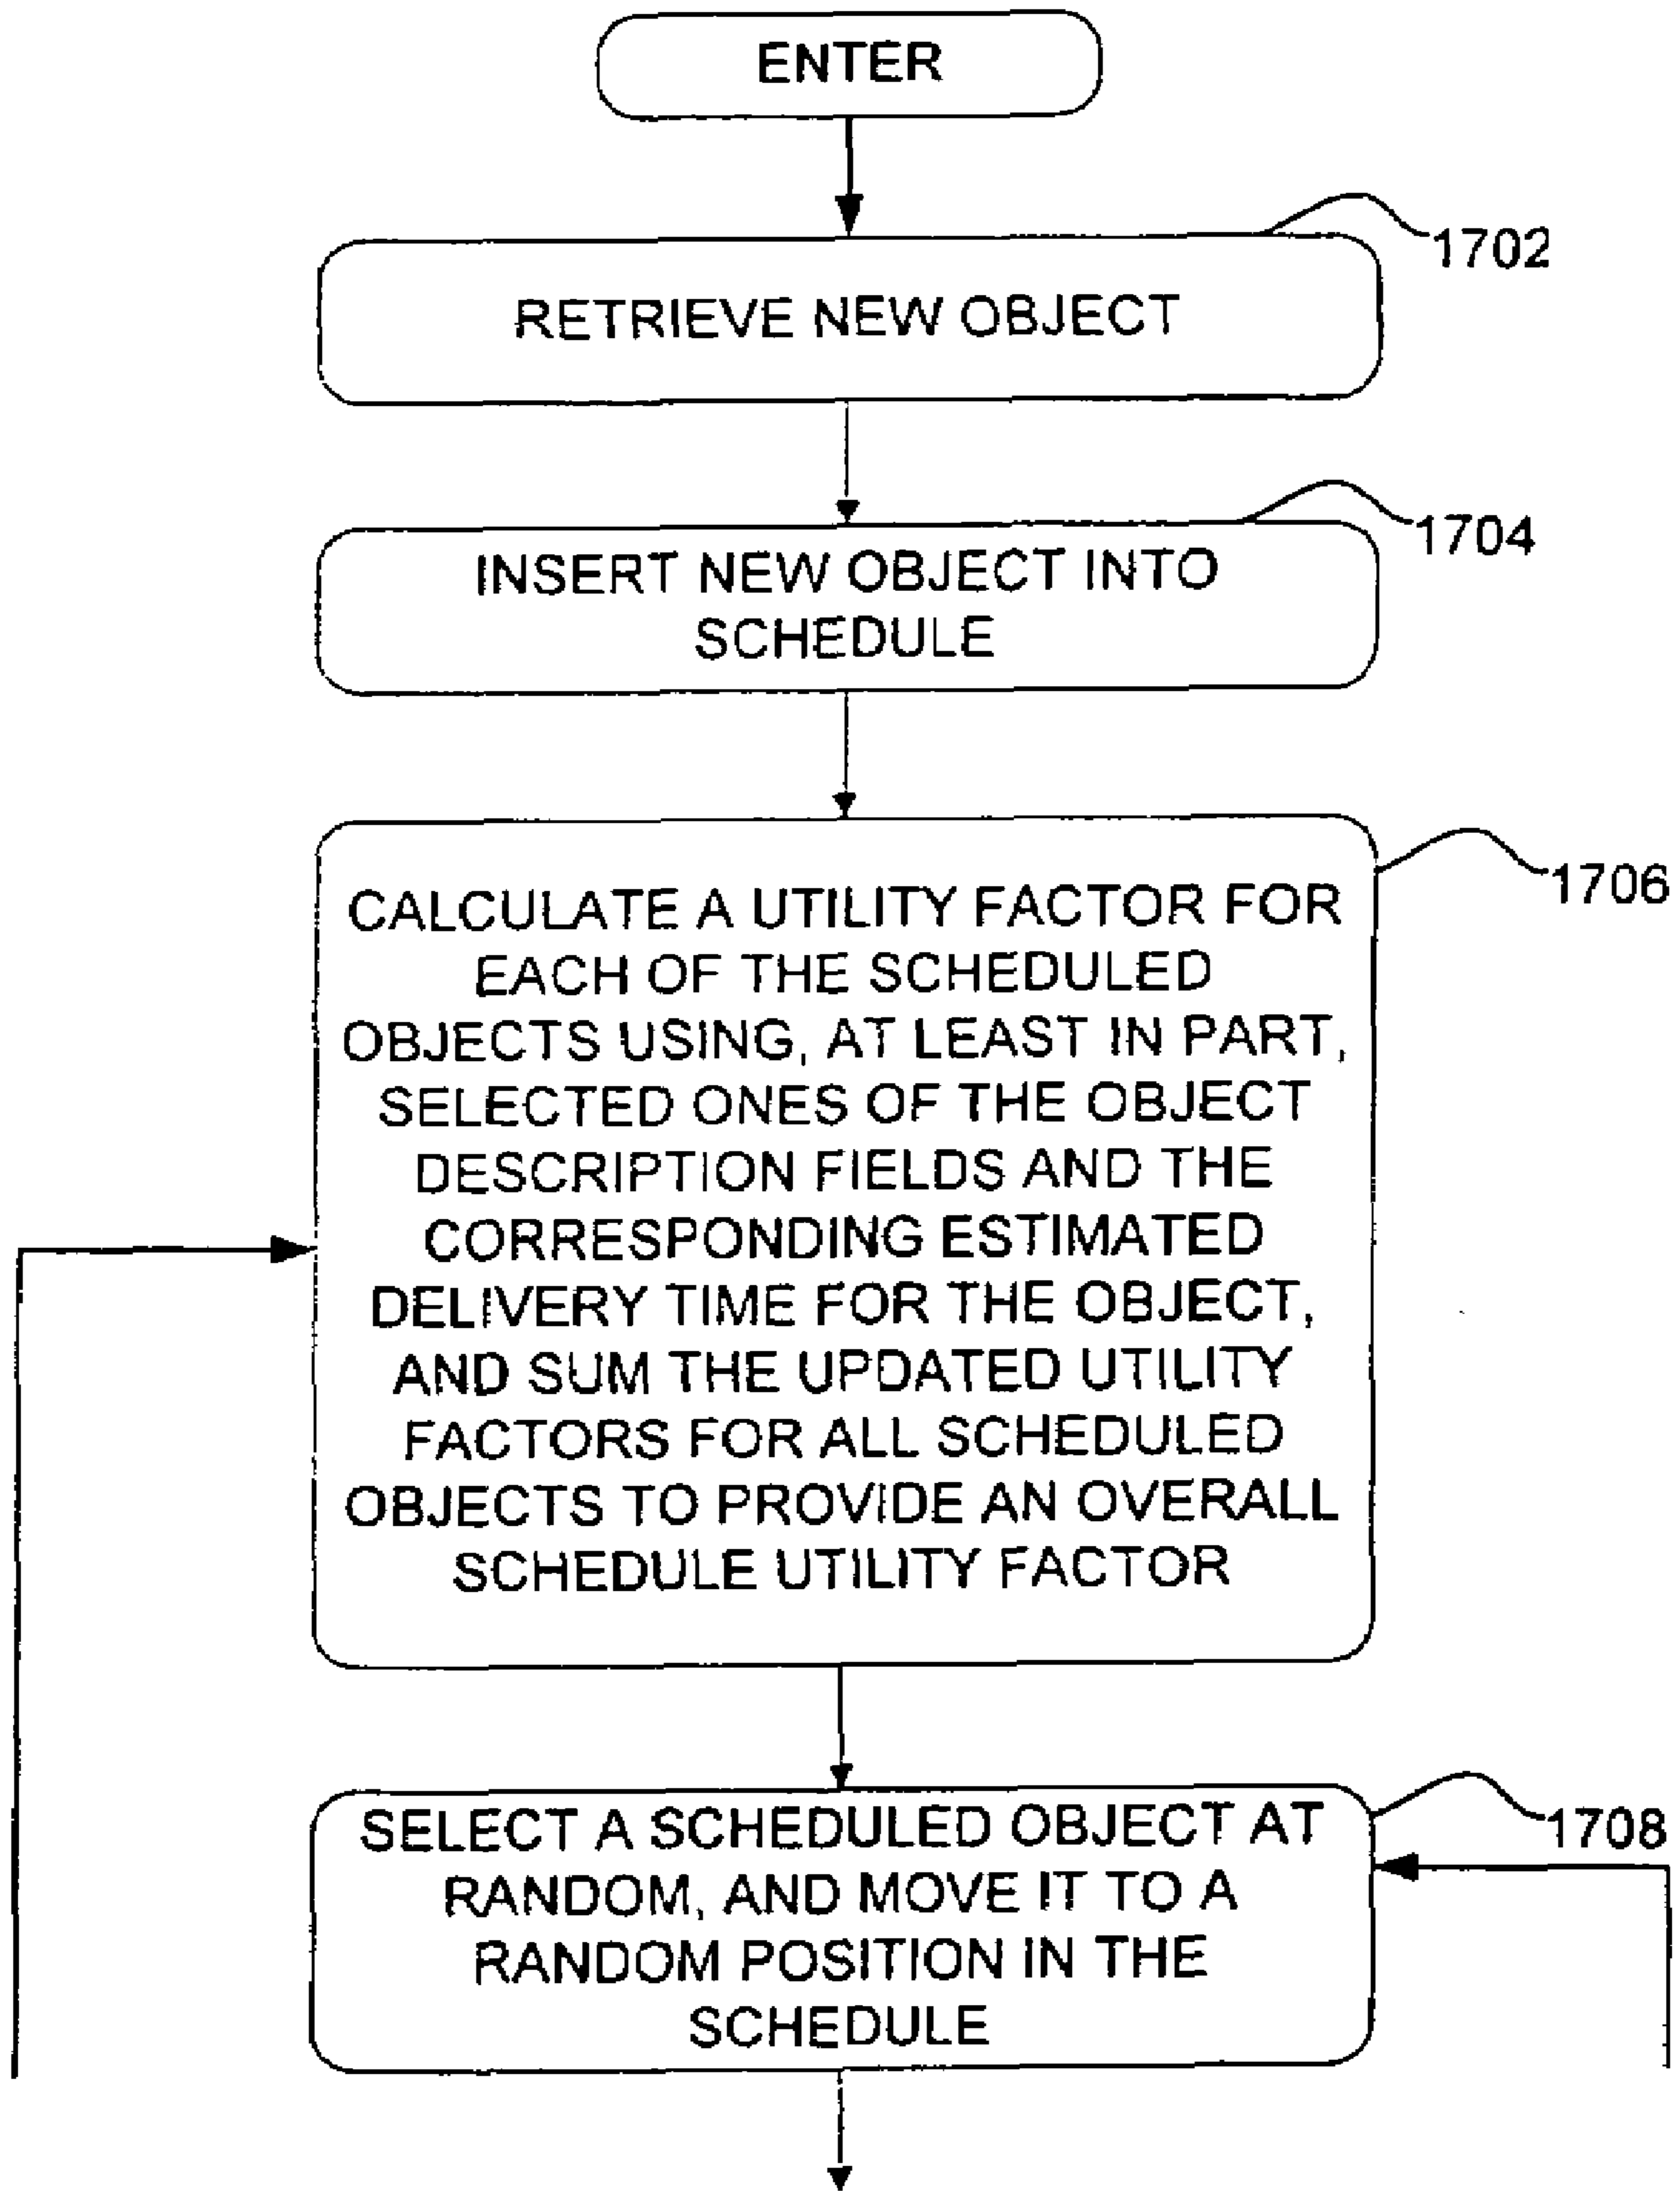 ENTER
1702
RETRIEVE NEW OBJECT
1704
INSERT NEW OBJECT INTO
SCHEDULE
1706
CALCULATE A UTILITY FACTOR FOR
EACH OF THE SCHEDULED
OBJECTS USING, AT LEAST IN PART,
SELECTED ONES OF THE OBJECT
DESCRIPTION FIELDS AND THE
CORRESPONDING ESTIMATED
DELIVERY TIME FOR THE OBJECT,
AND SUM THE UPDATED UTILITY
FACTORS FOR ALL SCHEDULED
OBJECTS TO PROVIDE AN OVERALL
SCHEDULE UTILITY FACTOR
1708
SELECT A SCHEDULED OBJECT AT
RANDOM, AND MOVE IT TO A
RANDOM POSITION IN THE
SCHEDULE